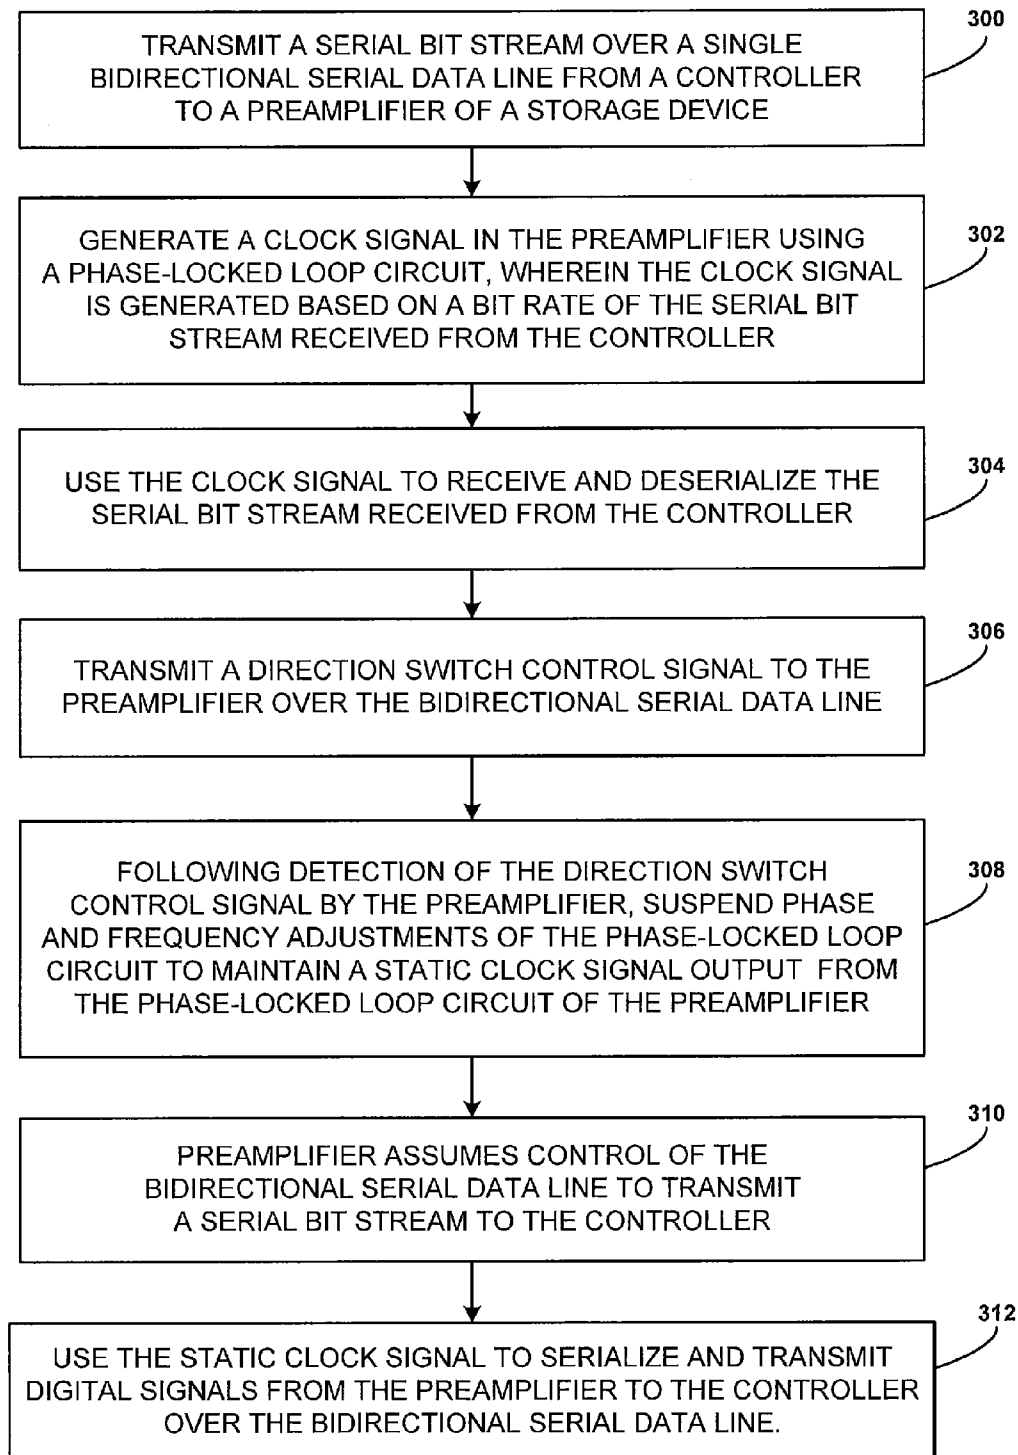 300
TRANSMIT A SERIAL BIT STREAM OVER A SINGLE
BIDIRECTIONAL SERIAL DATA LINE FROM A CONTROLLER
TO A PREAMPLIFIER OF A STORAGE DEVICE
302
GENERATE A CLOCK SIGNAL IN THE PREAMPLIFIER USING
A PHASE-LOCKED LOOP CIRCUIT, WHEREIN THE CLOCK SIGNAL
IS GENERATED BASED ON A BIT RATE OF THE SERIAL BIT
STREAM RECEIVED FROM THE CONTROLLER
304
USE THE CLOCK SIGNAL TO RECEIVE AND DESERIALIZE THE
SERIAL BIT STREAM RECEIVED FROM THE CONTROLLER
306
TRANSMIT A DIRECTION SWITCH CONTROL SIGNAL TO THE
PREAMPLIFIER OVER THE BIDIRECTIONAL SERIAL DATA LINE
308
FOLLOWING DETECTION OF THE DIRECTION SWITCH
CONTROL SIGNAL BY THE PREAMPLIFIER, SUSPEND PHASE
AND FREQUENCY ADJUSTMENTS OF THE PHASE-LOCKED LOOP
CIRCUIT TO MAINTAIN A STATIC CLOCK SIGNAL OUTPUT FROM
THE PHASE-LOCKED LOOP CIRCUIT OF THE PREAMPLIFIER
310
PREAMPLIFIER ASSUMES CONTROL OF THE
BIDIRECTIONAL SERIAL DATA LINE TO TRANSMIT
A SERIAL BIT STREAM TO THE CONTROLLER
312
USE THE STATIC CLOCK SIGNAL TO SERIALIZE AND TRANSMIT
DIGITAL SIGNALS FROM THE PREAMPLIFIER TO THE CONTROLLER
OVER THE BIDIRECTIONAL SERIAL DATA LINE.